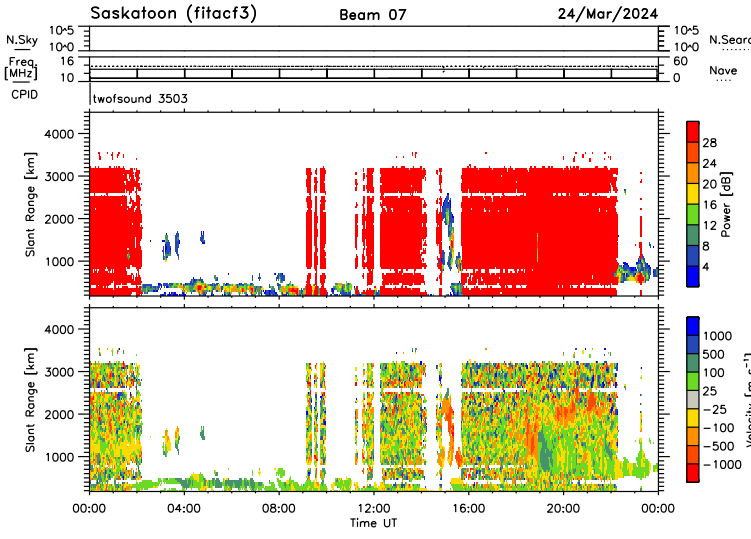 Saskatoon (fitacf3) Beam 07 24/Mar/2024
N.Sky 10^5 10^0 10^5 10^0 N.Searc
Freq. [MHz] 16 10 60 0 Nave
CPID twofsound 3503
Slant Range [km] 4000 3000 2000 1000
Power [dB] 28 24 20 16 12 8 4
Slant Range [km] 4000 3000 2000 1000
Velocity [m s⁻¹] 1000 500 100 25 −25 −100 −500 −1000
00:00 04:00 08:00 12:00 16:00 20:00 00:00
Time UT